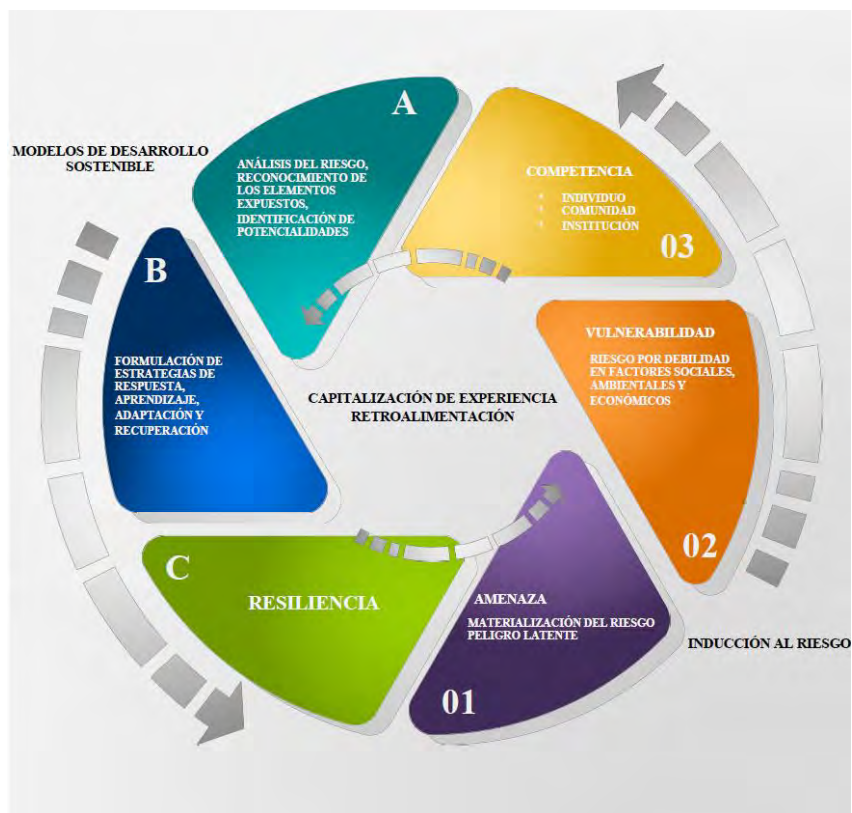 MODELOS DE DESARROLLO
SOSTENIBLE
A
ANÁLISIS DEL RIESGO,
RECONOCIMIENTO DE
LOS ELEMENTOS
EXPUESTOS,
IDENTIFICACIÓN DE
POTENCIALIDADES
COMPETENCIA
INDIVIDUO
COMUNIDAD
INSTITUCIÓN
03
B
FORMULACIÓN DE
ESTRATEGIAS DE
RESPUESTA,
APRENDIZAJE,
ADAPTACIÓN Y
RECUPERACIÓN
CAPITALIZACIÓN DE EXPERIENCIA
RETROALIMENTACIÓN
VULNERABILIDAD
RIESGO POR DEBILIDAD
EN FACTORES SOCIALES,
AMBIENTALES Y
ECONÓMICOS
02
C
RESILIENCIA
AMENAZA
MATERIALIZACIÓN DEL RIESGO
PELIGRO LATENTE
01
INDUCCIÓN AL RIESGO